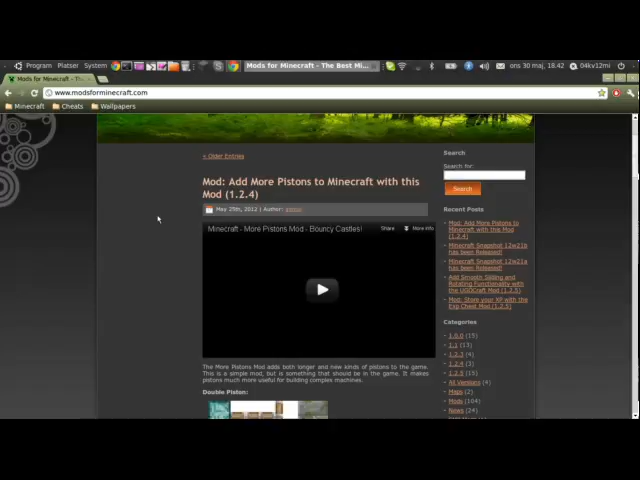 Program Platser System
Mods for Minecraft - The Best Mi...
ons 30 maj, 18.42
04kv12mi
Mods for Minecraft - The
www.modsforminecraft.com
Minecraft Cheats Wallpapers
« Older Entries
Mod: Add More Pistons to Minecraft with this
Mod (1.2.4)
May 25th, 2012 | Author: admin
Minecraft - More Pistons Mod - Bouncy Castles!
Share
More info
The More Pistons Mod adds both longer and new kinds of pistons to the game.
This is a simple mod, but is something that should be in the game. It makes
pistons much more useful for building complex machines.
Double Piston:
Search
Search for:
Search
Recent Posts
Mod: Add More Pistons to
Minecraft with this Mod
(1.2.4)
Minecraft Snapshot 12w21b
has been Released!
Minecraft Snapshot 12w21a
has been Released!
Add Smooth Sliding and
Rotating Functionality with
the UGOCraft Mod (1.2.5)
Mod: Store your XP with the
Exp Chest Mod (1.2.5)
Categories
1.0.0 (15)
1.1 (13)
1.2.3 (4)
1.2.4 (3)
1.2.5 (15)
All Versions (4)
Maps (2)
Mods (104)
News (24)